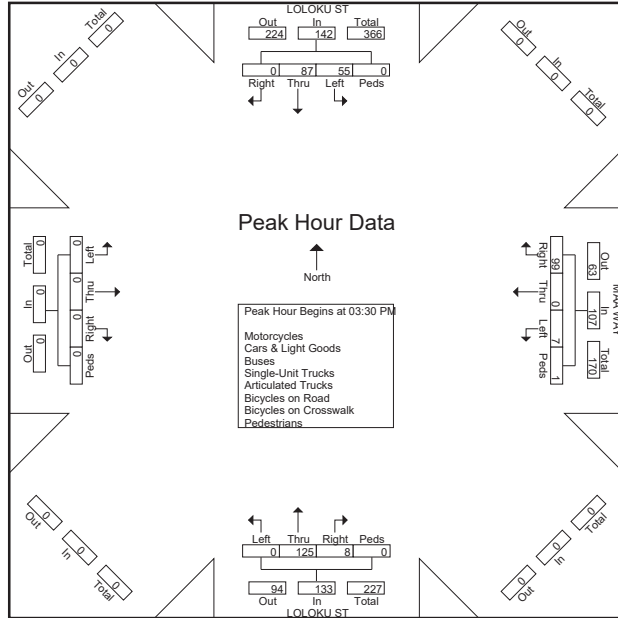 LOLOKU ST
Out In Total
224 142 366
0 87 55 0
Right Thru Left Peds
Out In Total
0 0 0
Out In Total
0 0 0
Peak Hour Data
North
Peak Hour Begins at 03:30 PM
Motorcycles
Cars & Light Goods
Buses
Single-Unit Trucks
Articulated Trucks
Bicycles on Road
Bicycles on Crosswalk
Pedestrians
Total In Out
0 0 0
Left Thru Right Peds
0 0 0 0
Right Thru Left Peds
99 0 7 1
Out In Total
63 107 170
MAA WAY
Out In Total
0 0 0
Out In Total
0 0 0
Left Thru Right Peds
0 125 8 0
94 133 227
Out In Total
LOLOKU ST